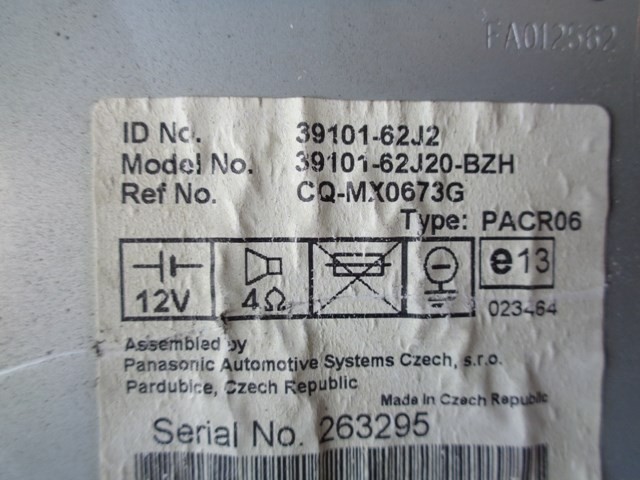 FA012562
ID No. 39101-62J2
Model No. 39101-62J20-BZH
Ref No. CQ-MX0673G
Type: PACR06
12V 4Ω e13
023464
Assembled by
Panasonic Automotive Systems Czech, s.r.o.
Pardubice, Czech Republic
Made in Czech Republic
Serial No. 263295